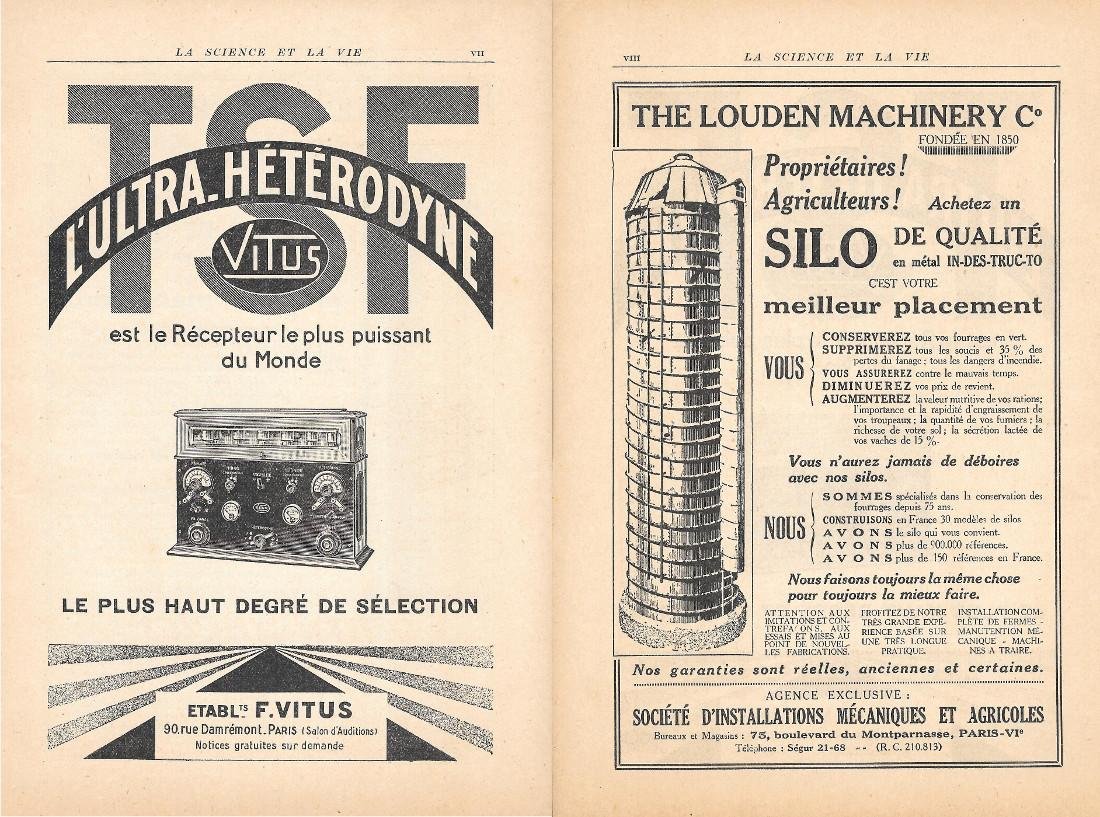 LA SCIENCE ET LA VIE VII
TSF
L'ULTRA-HÉTÉRODYNE
VITUS
est le Récepteur le plus puissant
du Monde
LE PLUS HAUT DEGRÉ DE SÉLECTION
ETABLTS F.VITUS
90.rue Damrémont.PARIS (Salon d'Auditions)
Notices gratuites sur demande
VIII LA SCIENCE ET LA VIE
THE LOUDEN MACHINERY Co
FONDÉE EN 1850
Propriétaires!
Agriculteurs! Achetez un
SILO DE QUALITÉ
en métal IN-DES-TRUC-TO
C'EST VOTRE
meilleur placement
VOUS
CONSERVEREZ tous vos fourrages en vert.
SUPPRIMEREZ tous les soucis et 35 % des
pertes du fanage; tous les dangers d'incendie.
VOUS ASSUREREZ contre le mauvais temps.
DIMINUEREZ vos prix de revient.
AUGMENTEREZ la valeur nutritive de vos rations;
l'importance et la rapidité d'engraissement de
vos troupeaux; la quantité de vos fumiers; la
richesse de votre sol; la sécrétion lactée de
vos vaches de 15 %.
Vous n'aurez jamais de déboires
avec nos silos.
NOUS
SOMMES spécialisés dans la conservation des
fourrages depuis 75 ans.
CONSTRUISONS en France 30 modèles de silos
AVONS le silo qui vous convient.
AVONS plus de 900.000 références.
AVONS plus de 150 références en France.
Nous faisons toujours la même chose
pour toujours la mieux faire.
ATTENTION AUX
IMITATIONS ET CON-
TREFAÇONS, AUX
ESSAIS ET MISES AU
POINT DE NOUVEL-
LES FABRICATIONS.
PROFITEZ DE NOTRE
TRÈS GRANDE EXPÉ-
RIENCE BASÉE SUR
UNE TRÈS LONGUE
PRATIQUE.
INSTALLATION COM-
PLÈTE DE FERMES -
MANUTENTION MÉ-
CANIQUE - MACHI-
NES A TRAIRE.
Nos garanties sont réelles, anciennes et certaines.
AGENCE EXCLUSIVE:
SOCIÉTÉ D'INSTALLATIONS MÉCANIQUES ET AGRICOLES
Bureaux et Magasins: 75, boulevard du Montparnasse, PARIS-VIe
Téléphone: Ségur 21-68 -- (R. C. 210.813)